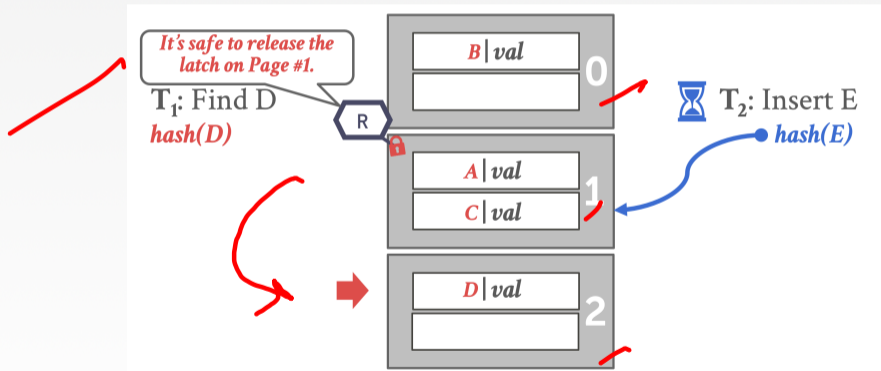 It's safe to release the
latch on Page #1.
T1: Find D
hash(D)
R
B|val
0
A|val
C|val
1
D|val
2
T2: Insert E
hash(E)